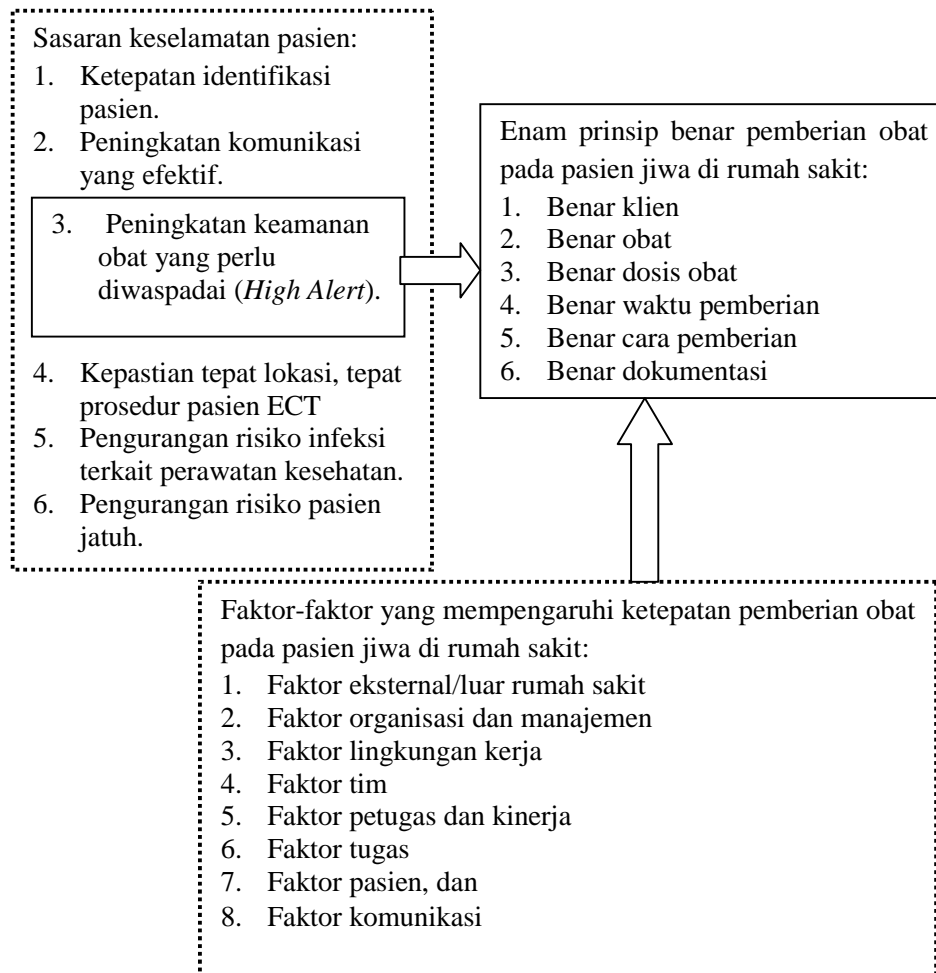 Sasaran keselamatan pasien:
1. Ketepatan identifikasi
pasien.
2. Peningkatan komunikasi
yang efektif.
3. Peningkatan keamanan
obat yang perlu
diwaspadai (High Alert).
4. Kepastian tepat lokasi, tepat
prosedur pasien ECT
5. Pengurangan risiko infeksi
terkait perawatan kesehatan.
6. Pengurangan risiko pasien
jatuh.
Enam prinsip benar pemberian obat
pada pasien jiwa di rumah sakit:
1. Benar klien
2. Benar obat
3. Benar dosis obat
4. Benar waktu pemberian
5. Benar cara pemberian
6. Benar dokumentasi
Faktor-faktor yang mempengaruhi ketepatan pemberian obat
pada pasien jiwa di rumah sakit:
1. Faktor eksternal/luar rumah sakit
2. Faktor organisasi dan manajemen
3. Faktor lingkungan kerja
4. Faktor tim
5. Faktor petugas dan kinerja
6. Faktor tugas
7. Faktor pasien, dan
8. Faktor komunikasi